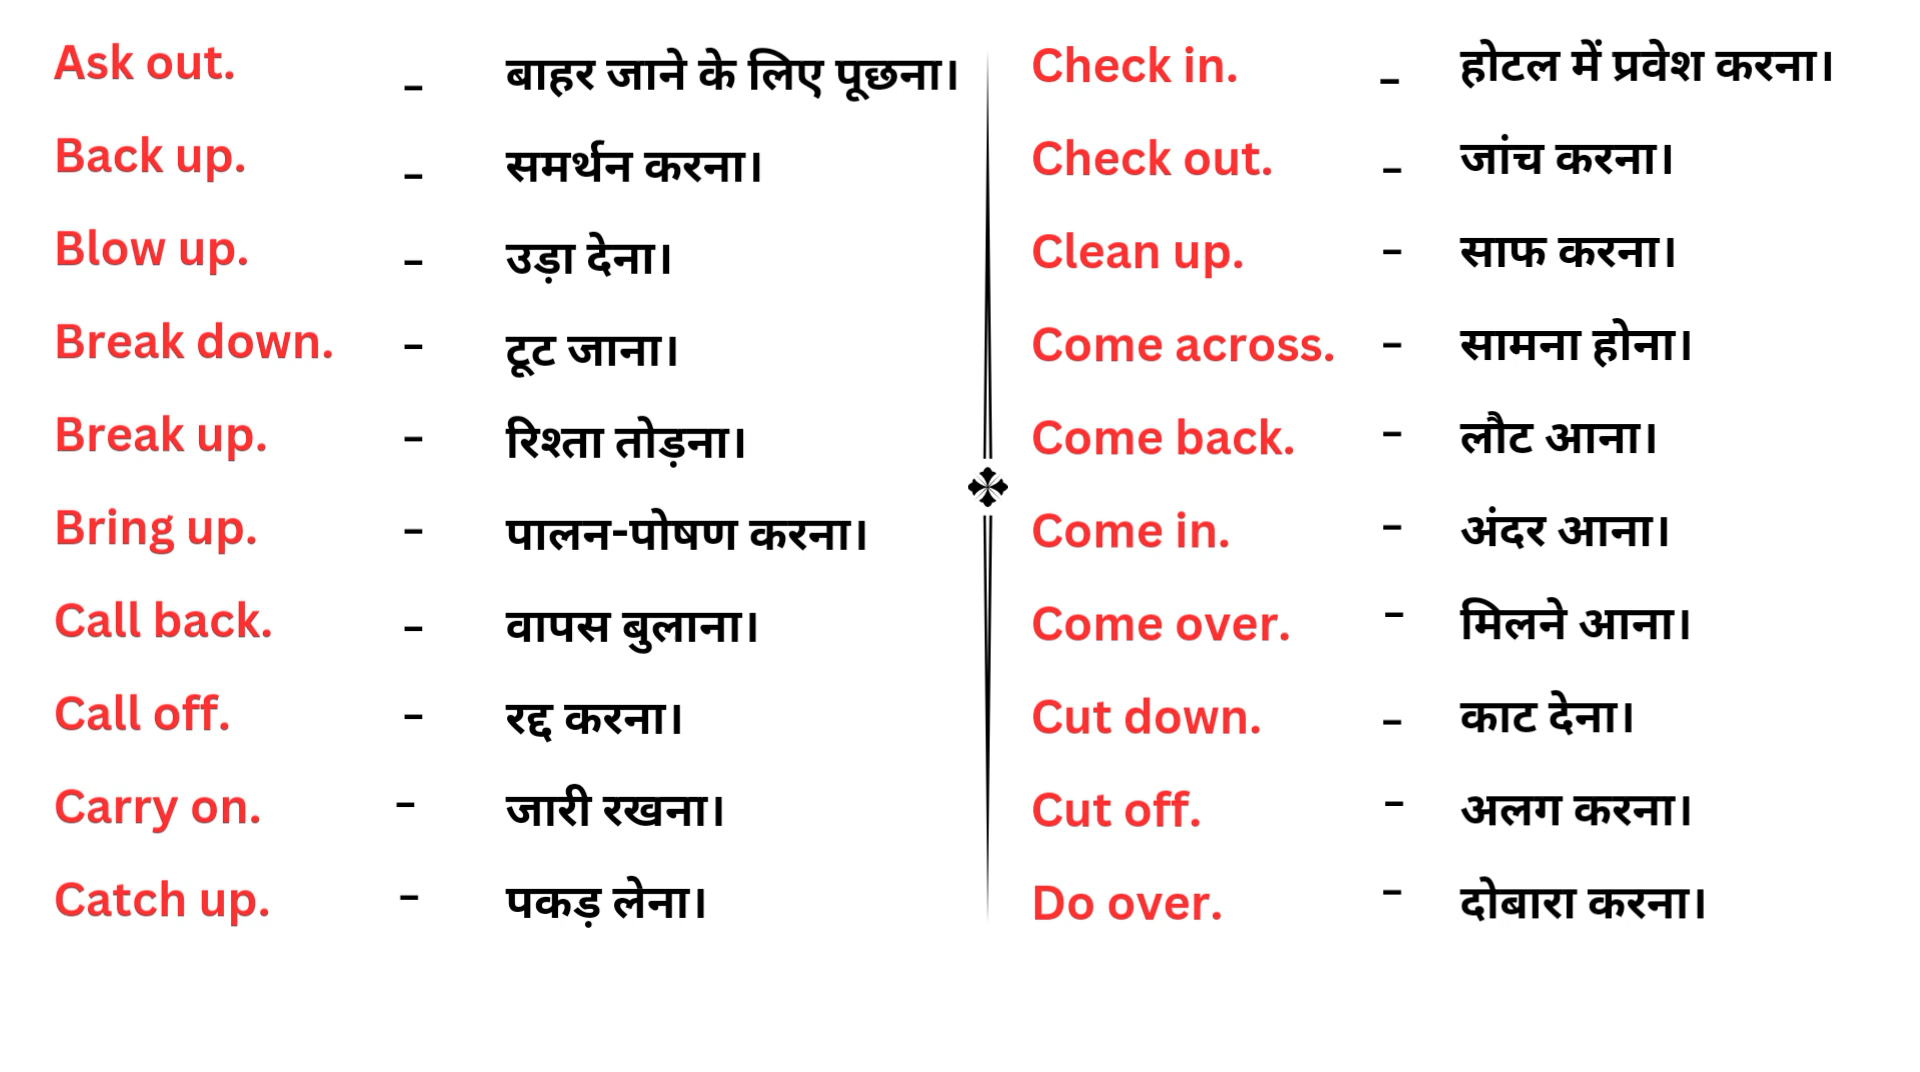 Ask out. - बाहर जाने के लिए पूछना।
Back up. - समर्थन करना।
Blow up. - उड़ा देना।
Break down. - टूट जाना।
Break up. - रिश्ता तोड़ना।
Bring up. - पालन-पोषण करना।
Call back. - वापस बुलाना।
Call off. - रद्द करना।
Carry on. - जारी रखना।
Catch up. - पकड़ लेना।
Check in. - होटल में प्रवेश करना।
Check out. - जांच करना।
Clean up. - साफ करना।
Come across. - सामना होना।
Come back. - लौट आना।
Come in. - अंदर आना।
Come over. - मिलने आना।
Cut down. - काट देना।
Cut off. - अलग करना।
Do over. - दोबारा करना।